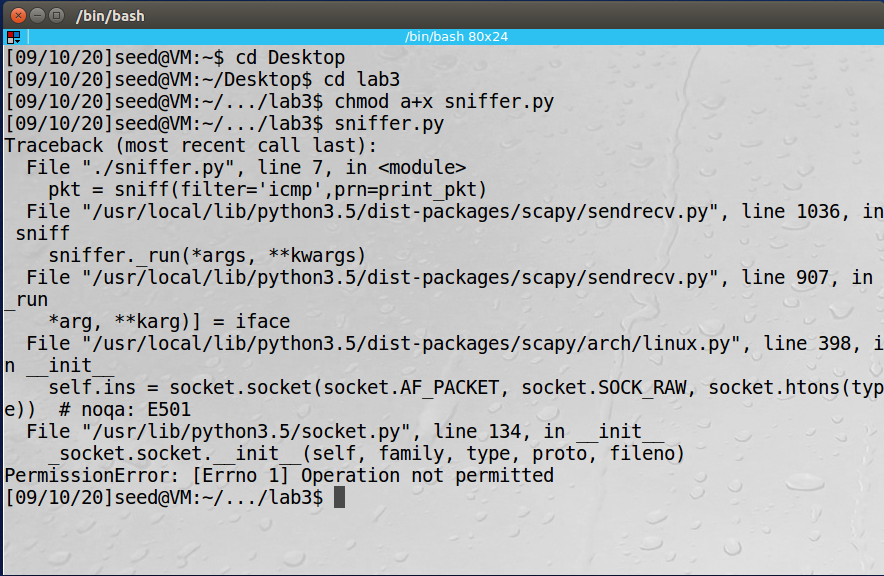 /bin/bash
/bin/bash 80x24
[09/10/20]seed@VM:~$ cd Desktop
[09/10/20]seed@VM:~/Desktop$ cd lab3
[09/10/20]seed@VM:~/.../lab3$ chmod a+x sniffer.py
[09/10/20]seed@VM:~/.../lab3$ sniffer.py
Traceback (most recent call last):
  File "./sniffer.py", line 7, in <module>
    pkt = sniff(filter='icmp',prn=print_pkt)
  File "/usr/local/lib/python3.5/dist-packages/scapy/sendrecv.py", line 1036, in
 sniff
    sniffer._run(*args, **kwargs)
  File "/usr/local/lib/python3.5/dist-packages/scapy/sendrecv.py", line 907, in
_run
    *arg, **karg)] = iface
  File "/usr/local/lib/python3.5/dist-packages/scapy/arch/linux.py", line 398, i
n __init__
    self.ins = socket.socket(socket.AF_PACKET, socket.SOCK_RAW, socket.htons(typ
e))  # noqa: E501
  File "/usr/lib/python3.5/socket.py", line 134, in __init__
    _socket.socket.__init__(self, family, type, proto, fileno)
PermissionError: [Errno 1] Operation not permitted
[09/10/20]seed@VM:~/.../lab3$